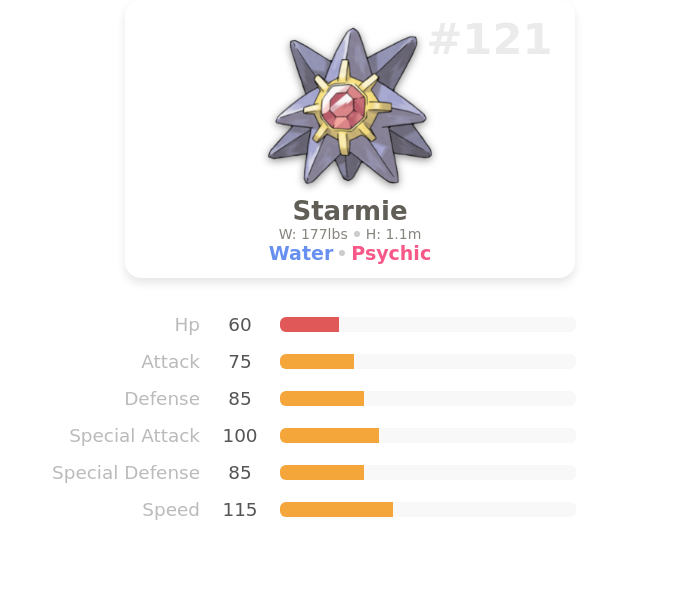 #121
Starmie
W: 177lbs • H: 1.1m
Water • Psychic
Hp 60
Attack 75
Defense 85
Special Attack 100
Special Defense 85
Speed 115